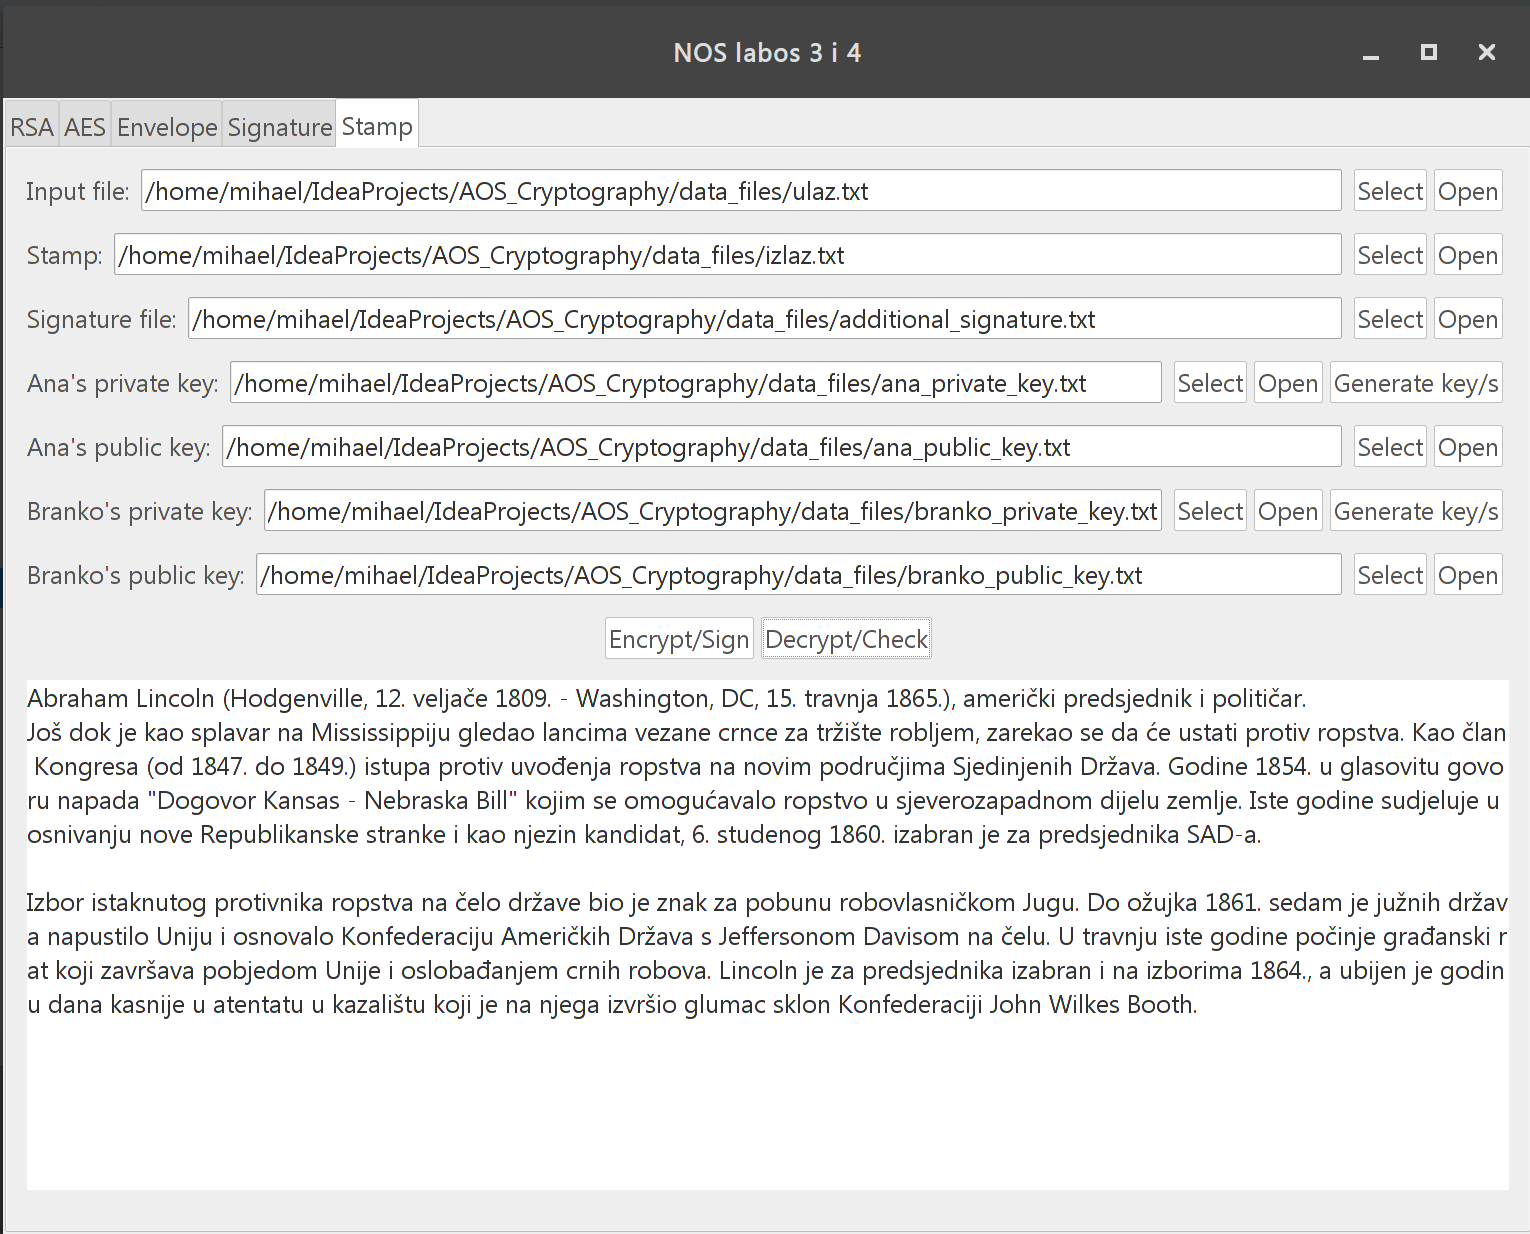 NOS labos 3 i 4
RSA AES Envelope Signature Stamp
Input file: /home/mihael/IdeaProjects/AOS_Cryptography/data_files/ulaz.txt Select Open
Stamp: /home/mihael/IdeaProjects/AOS_Cryptography/data_files/izlaz.txt Select Open
Signature file: /home/mihael/IdeaProjects/AOS_Cryptography/data_files/additional_signature.txt Select Open
Ana's private key: /home/mihael/IdeaProjects/AOS_Cryptography/data_files/ana_private_key.txt Select Open Generate key/s
Ana's public key: /home/mihael/IdeaProjects/AOS_Cryptography/data_files/ana_public_key.txt Select Open
Branko's private key: /home/mihael/IdeaProjects/AOS_Cryptography/data_files/branko_private_key.txt Select Open Generate key/s
Branko's public key: /home/mihael/IdeaProjects/AOS_Cryptography/data_files/branko_public_key.txt Select Open
Encrypt/Sign Decrypt/Check
Abraham Lincoln (Hodgenville, 12. veljače 1809. - Washington, DC, 15. travnja 1865.), američki predsjednik i političar.
Još dok je kao splavar na Mississippiju gledao lancima vezane crnce za tržište robljem, zarekao se da će ustati protiv ropstva. Kao član
Kongresa (od 1847. do 1849.) istupa protiv uvođenja ropstva na novim područjima Sjedinjenih Država. Godine 1854. u glasovitu govo
ru napada "Dogovor Kansas - Nebraska Bill" kojim se omogućavalo ropstvo u sjeverozapadnom dijelu zemlje. Iste godine sudjeluje u
osnivanju nove Republikanske stranke i kao njezin kandidat, 6. studenog 1860. izabran je za predsjednika SAD-a.
Izbor istaknutog protivnika ropstva na čelo države bio je znak za pobunu robovlasničkom Jugu. Do ožujka 1861. sedam je južnih držav
a napustilo Uniju i osnovalo Konfederaciju Američkih Država s Jeffersonom Davisom na čelu. U travnju iste godine počinje građanski r
at koji završava pobjedom Unije i oslobađanjem crnih robova. Lincoln je za predsjednika izabran i na izborima 1864., a ubijen je godin
u dana kasnije u atentatu u kazalištu koji je na njega izvršio glumac sklon Konfederaciji John Wilkes Booth.